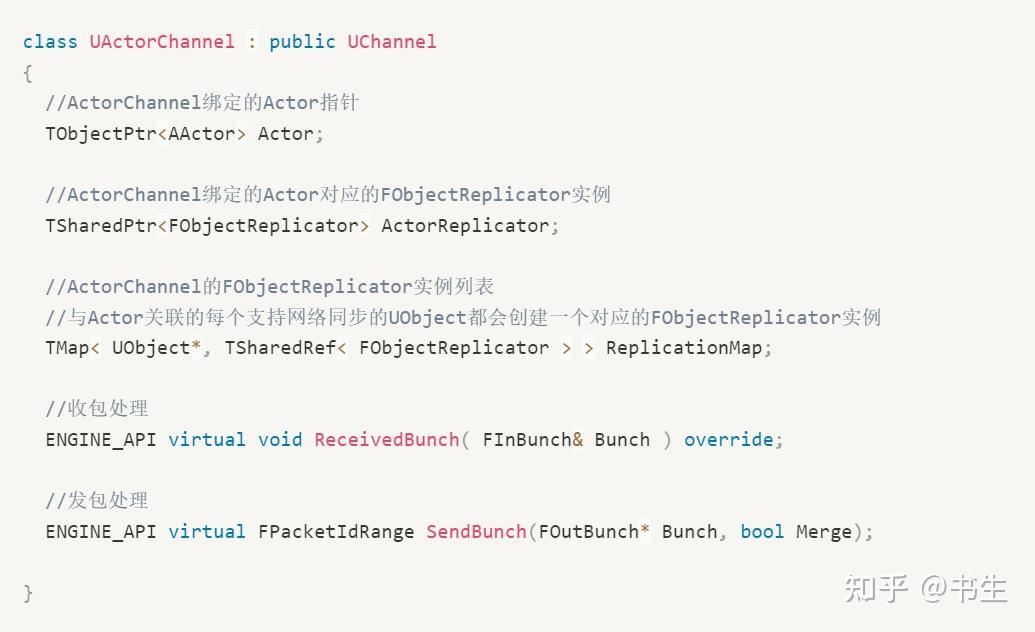 class UActorChannel : public UChannel
{
//ActorChannel绑定的Actor指针
TObjectPtr<AActor> Actor;
//ActorChannel绑定的Actor对应的FObjectReplicator实例
TSharedPtr<FObjectReplicator> ActorReplicator;
//ActorChannel的FObjectReplicator实例列表
//与Actor关联的每个支持网络同步的UObject都会创建一个对应的FObjectReplicator实例
TMap< UObject*, TSharedRef< FObjectReplicator > > ReplicationMap;
//收包处理
ENGINE_API virtual void ReceivedBunch( FInBunch& Bunch ) override;
//发包处理
ENGINE_API virtual FPacketIdRange SendBunch(FOutBunch* Bunch, bool Merge);
}
知乎 @书生